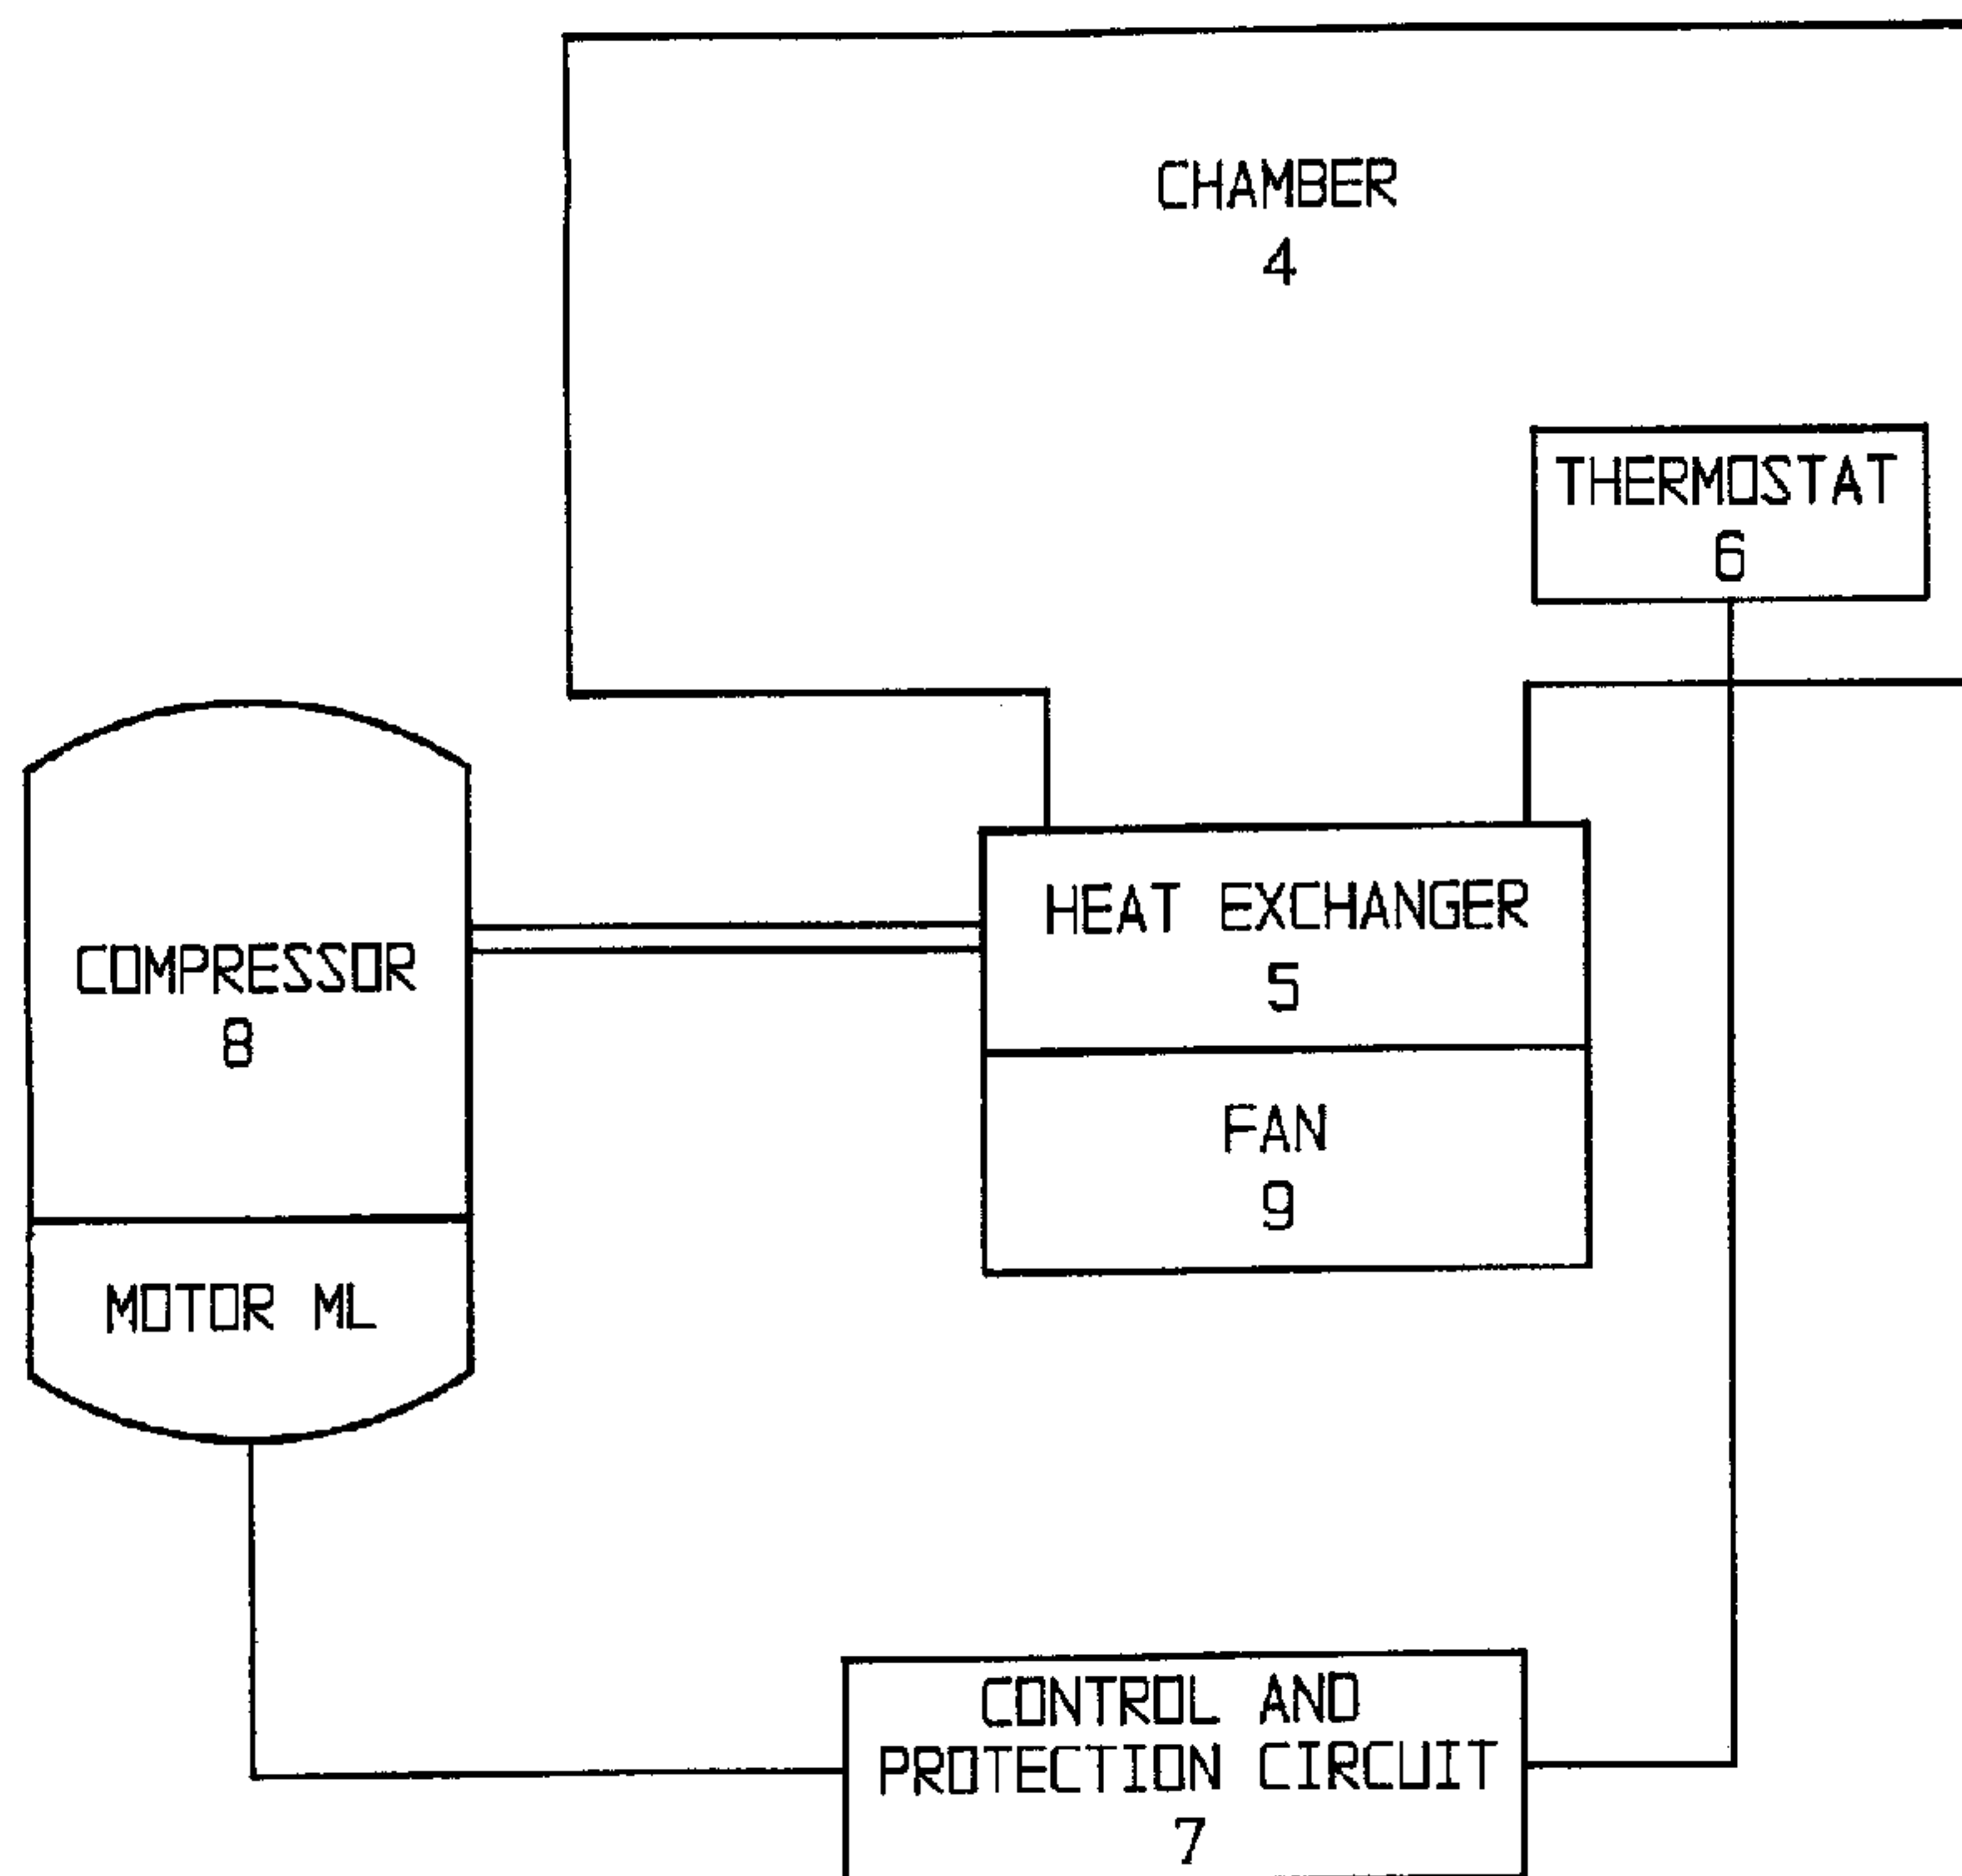 CHAMBER
4
THERMOSTAT
6
HEAT EXCHANGER
5
COMPRESSOR
8
FAN
9
MOTOR ML
CONTROL AND
PROTECTION CIRCUIT
7